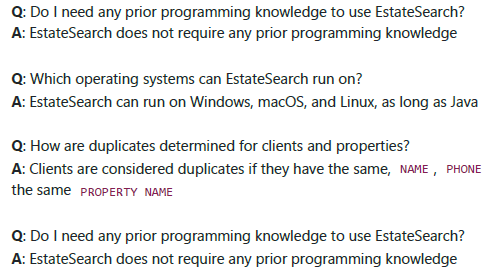 Q: Do I need any prior programming knowledge to use EstateSearch?
A: EstateSearch does not require any prior programming knowledge
Q: Which operating systems can EstateSearch run on?
A: EstateSearch can run on Windows, macOS, and Linux, as long as Java
Q: How are duplicates determined for clients and properties?
A: Clients are considered duplicates if they have the same, NAME , PHONE
the same PROPERTY NAME
Q: Do I need any prior programming knowledge to use EstateSearch?
A: EstateSearch does not require any prior programming knowledge